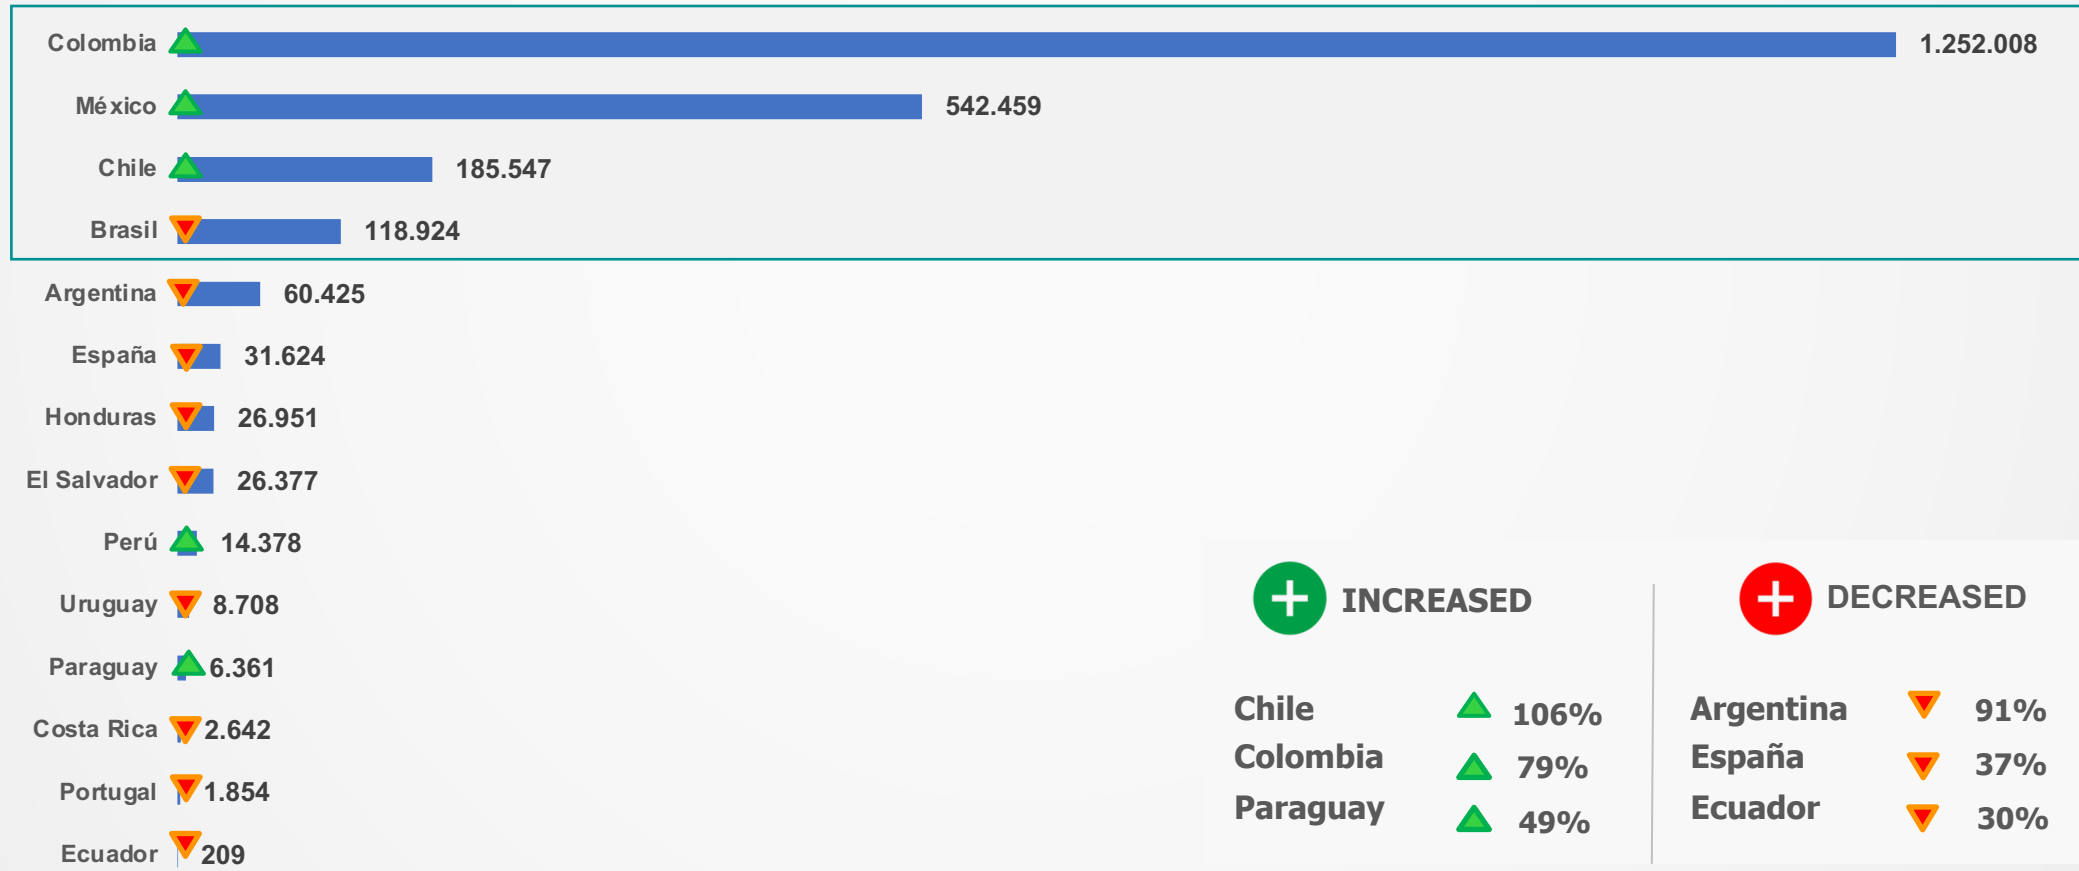 Colombia 1.252.008
México 542.459
Chile 185.547
Brasil 118.924
Argentina 60.425
España 31.624
Honduras 26.951
El Salvador 26.377
Perú 14.378
Uruguay 8.708
Paraguay 6.361
Costa Rica 2.642
Portugal 1.854
Ecuador 209
INCREASED
Chile 106%
Colombia 79%
Paraguay 49%
DECREASED
Argentina 91%
España 37%
Ecuador 30%